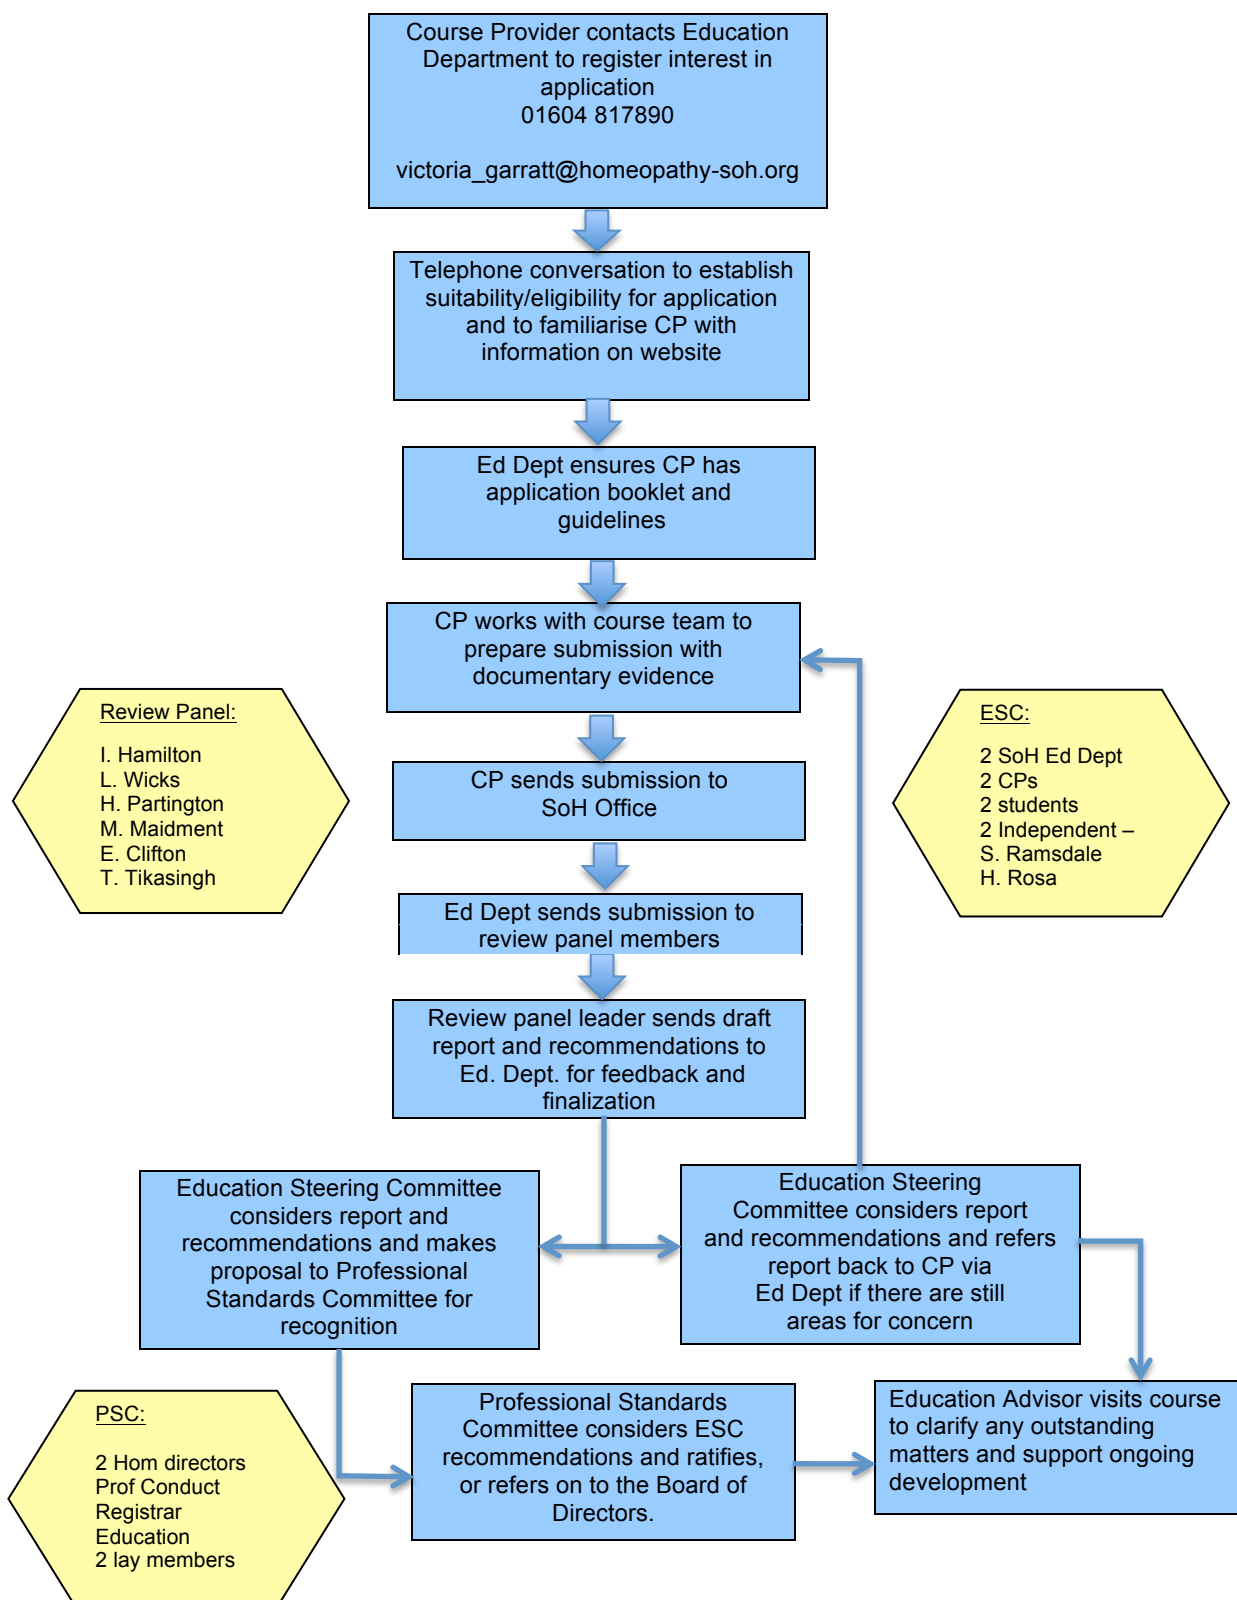 Course Provider contacts Education
Department to register interest in
application
01604 817890
victoria_garratt@homeopathy-soh.org
Telephone conversation to establish
suitability/eligibility for application
and to familiarise CP with
information on website
Ed Dept ensures CP has
application booklet and
guidelines
CP works with course team to
prepare submission with
documentary evidence
Review Panel:
I. Hamilton
L. Wicks
H. Partington
M. Maidment
E. Clifton
T. Tikasingh
ESC:
2 SoH Ed Dept
2 CPs
2 students
2 Independent –
S. Ramsdale
H. Rosa
CP sends submission to
SoH Office
Ed Dept sends submission to
review panel members
Review panel leader sends draft
report and recommendations to
Ed. Dept. for feedback and
finalization
Education Steering Committee
considers report and
recommendations and makes
proposal to Professional
Standards Committee for
recognition
Education Steering
Committee considers report
and recommendations and refers
report back to CP via
Ed Dept if there are still
areas for concern
PSC:
2 Hom directors
Prof Conduct
Registrar
Education
2 lay members
Professional Standards
Committee considers ESC
recommendations and ratifies,
or refers on to the Board of
Directors.
Education Advisor visits course
to clarify any outstanding
matters and support ongoing
development